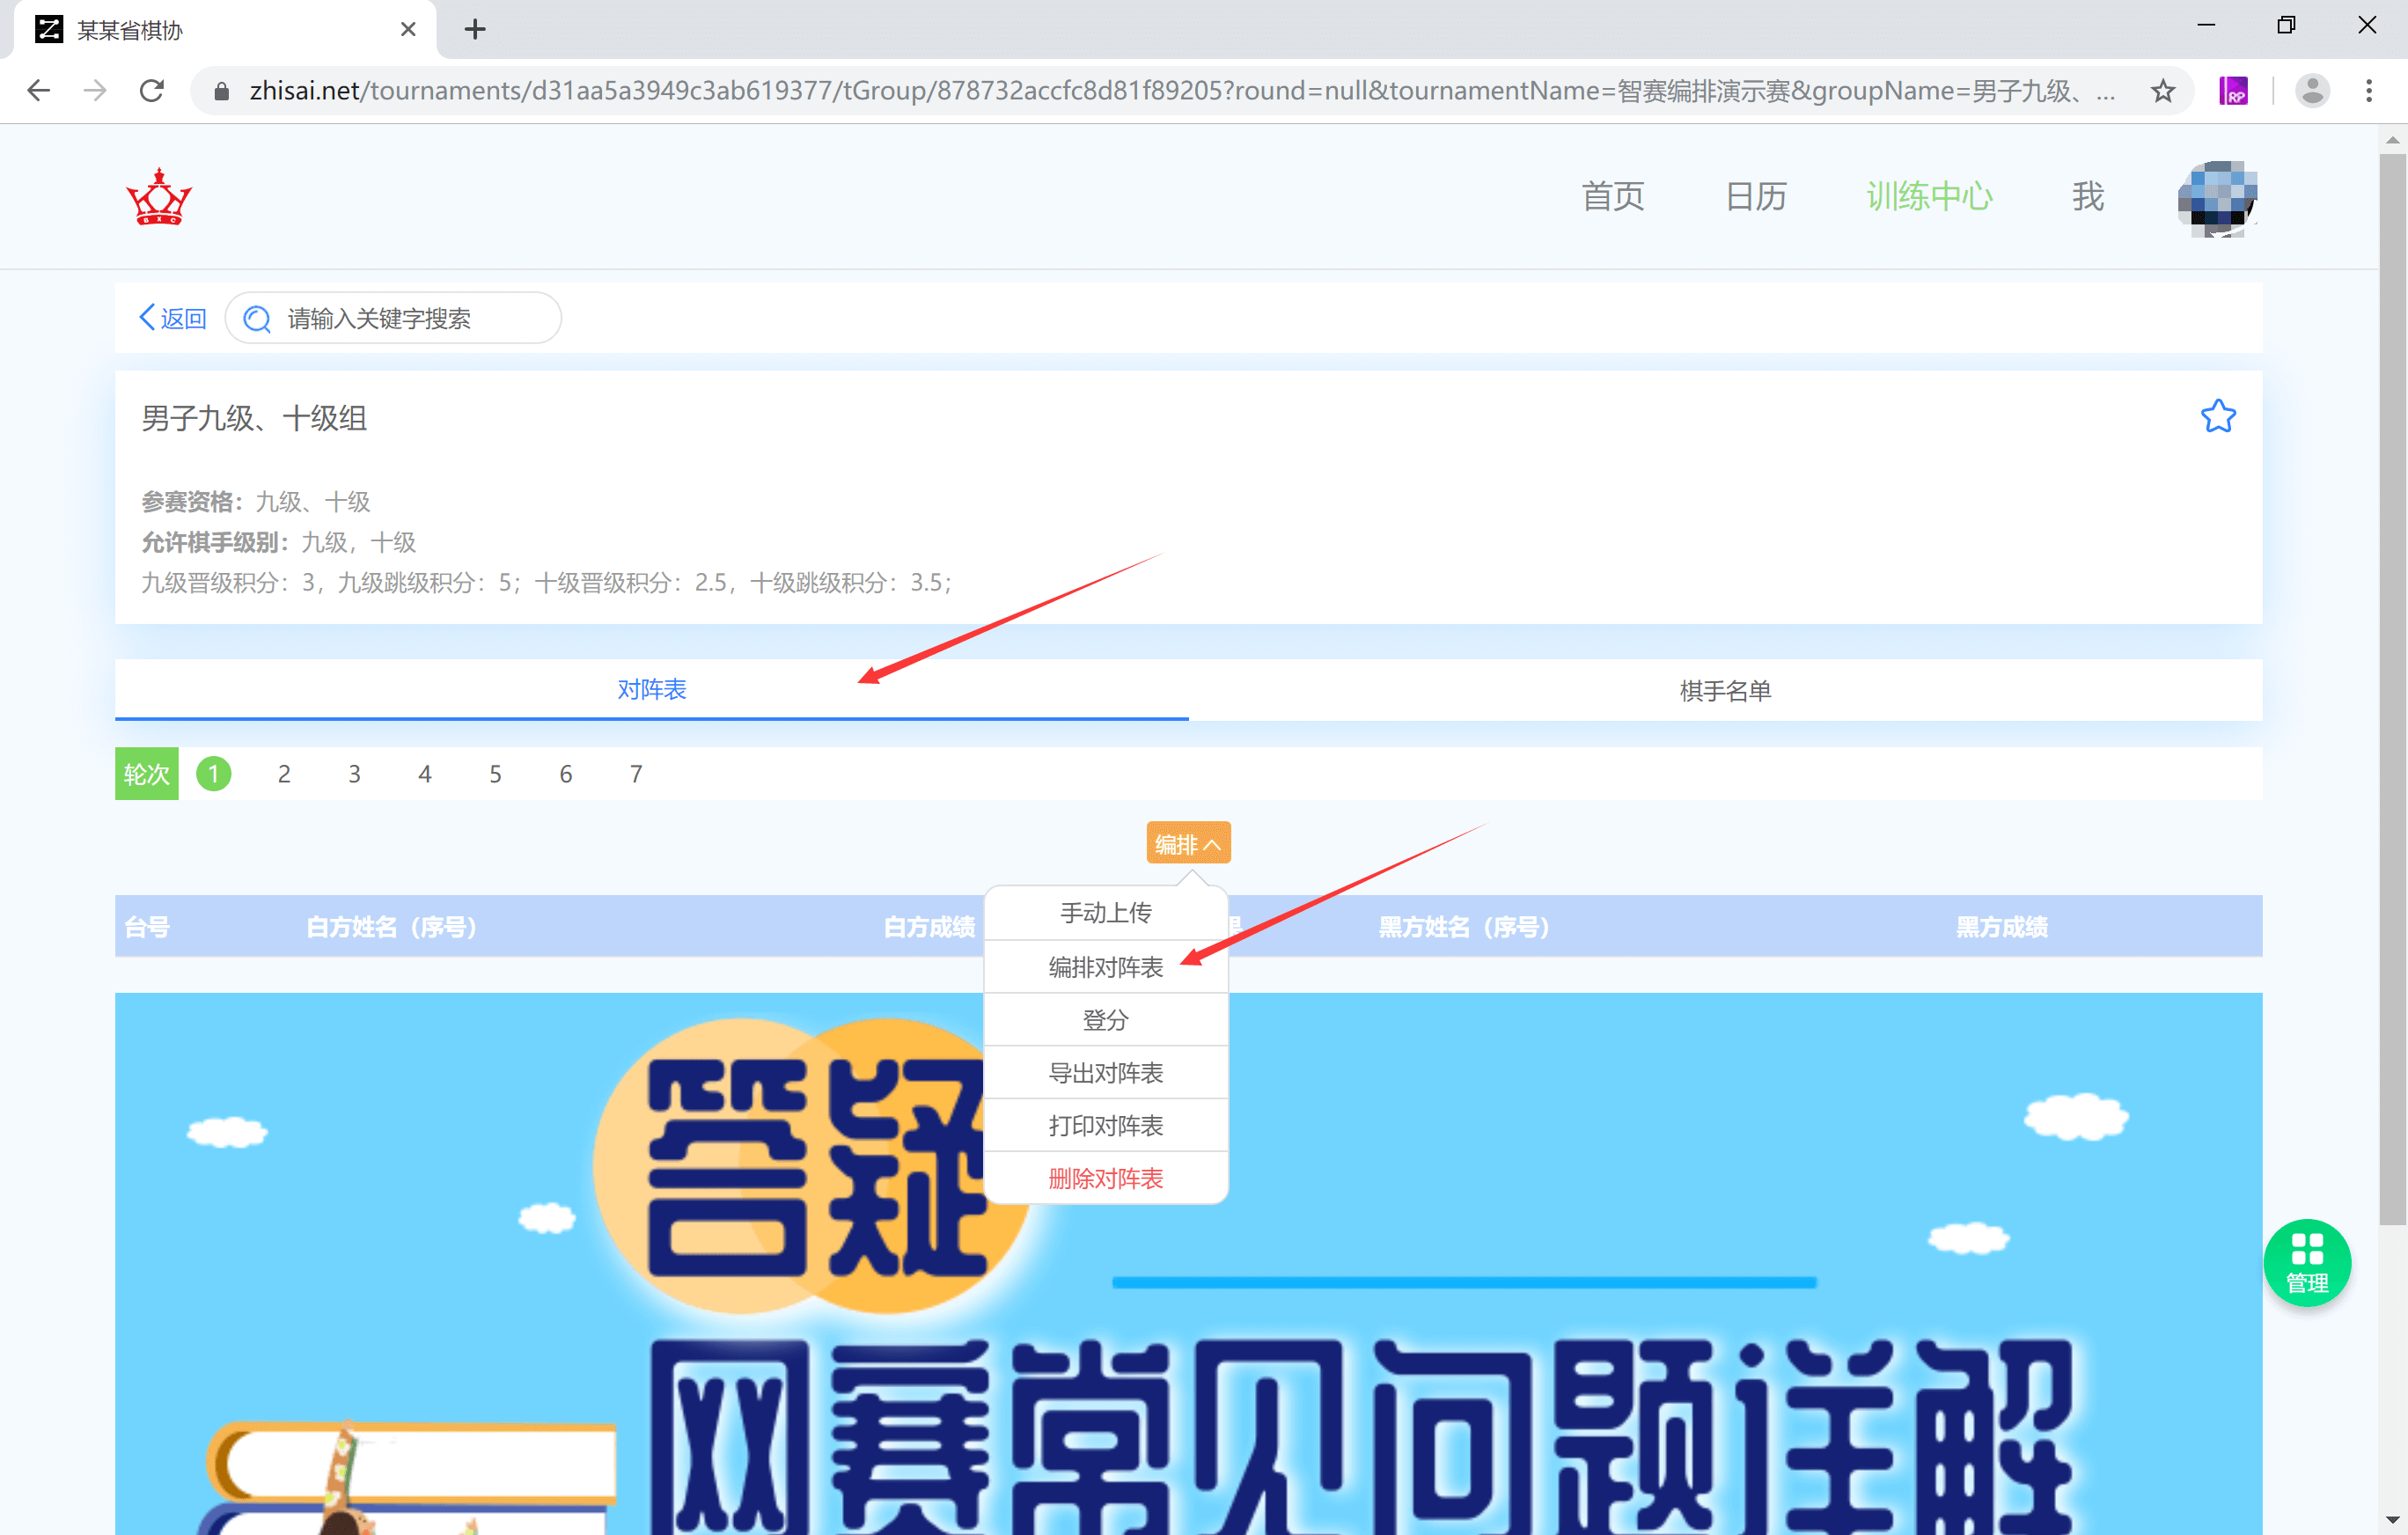 某某省棋协
zhisai.net/tournaments/d31aa5a3949c3ab619377/tGroup/878732accfc8d81f89205?round=null&tournamentName=智赛编排演示赛&groupName=男子九级、...
RP
BXC
首页 日历 训练中心 我
返回 请输入关键字搜索
男子九级、十级组
参赛资格：九级、十级
允许棋手级别：九级，十级
九级晋级积分：3，九级跳级积分：5；十级晋级积分：2.5，十级跳级积分：3.5；
对阵表 棋手名单
轮次 1 2 3 4 5 6 7
编排
台号 白方姓名（序号） 白方成绩 黑方姓名（序号） 黑方成绩
手动上传
编排对阵表
登分
导出对阵表
打印对阵表
删除对阵表
答疑
管理
网赛常见问题详解